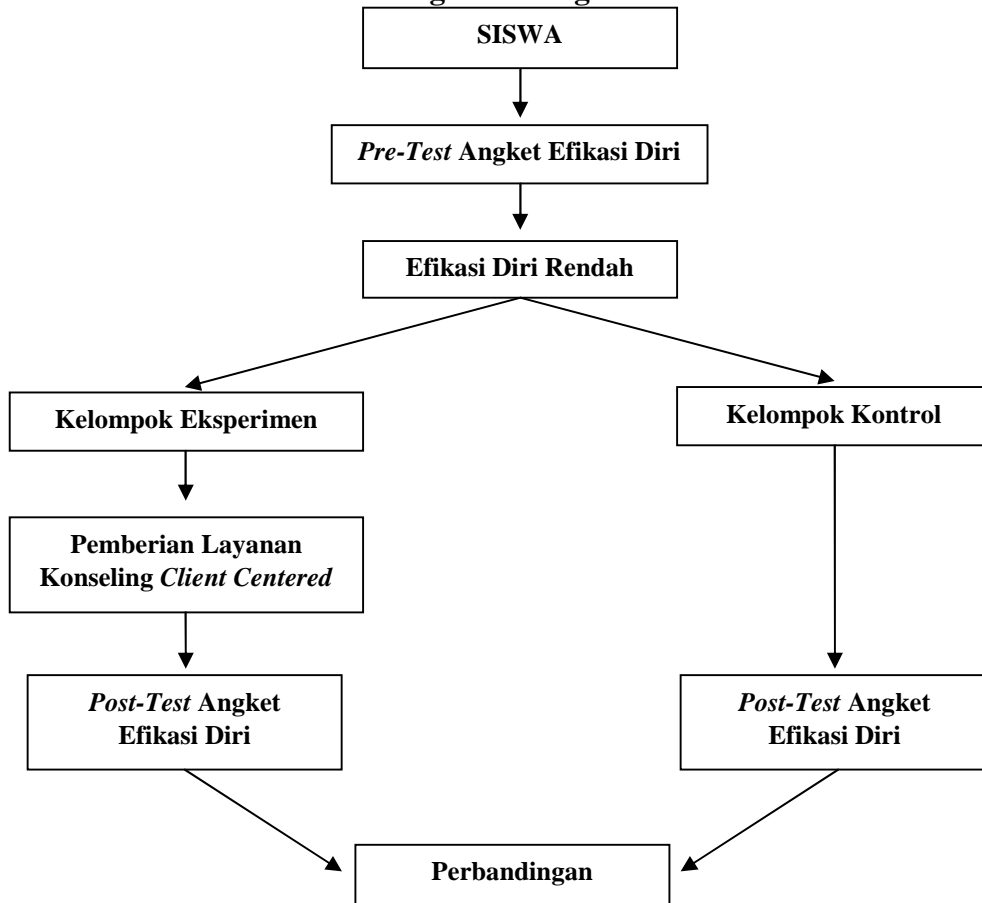 SISWA
Pre-Test Angket Efikasi Diri
Efikasi Diri Rendah
Kelompok Eksperimen
Kelompok Kontrol
Pemberian Layanan
Konseling Client Centered
Post-Test Angket
Efikasi Diri
Post-Test Angket
Efikasi Diri
Perbandingan